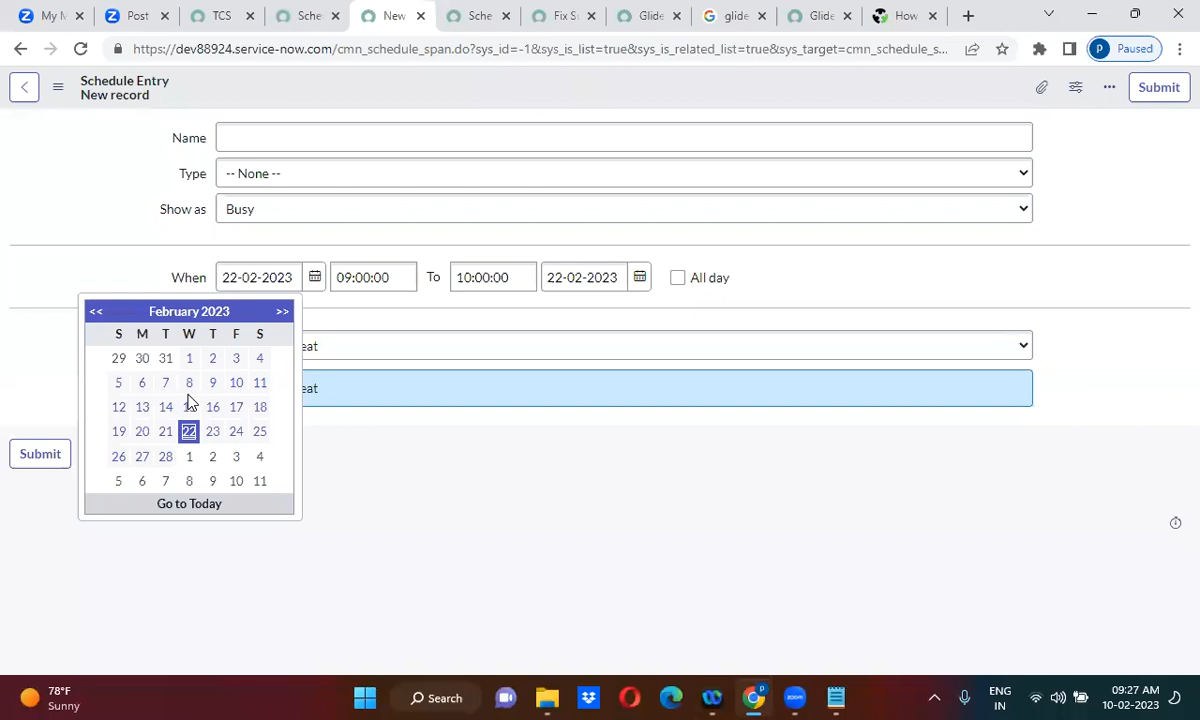 My M
Post
TCS
Sche
New
Sche
Fix S
Glide
glide
Glide
How
https://dev88924.service-now.com/cmn_schedule_span.do?sys_id=-1&sys_is_list=true&sys_is_related_list=true&sys_target=cmn_schedule_s...
P Paused
Schedule Entry
New record
Submit
Name
Type -- None --
Show as Busy
When 22-02-2023 09:00:00 To 10:00:00 22-02-2023 All day
<< February 2023 >>
S M T W T F S
29 30 31 1 2 3 4
5 6 7 8 9 10 11
12 13 14 16 17 18
19 20 21 22 23 24 25
26 27 28 1 2 3 4
5 6 7 8 9 10 11
Go to Today
eat
eat
Submit
78°F
Sunny
Search
ENG
IN
09:27 AM
10-02-2023